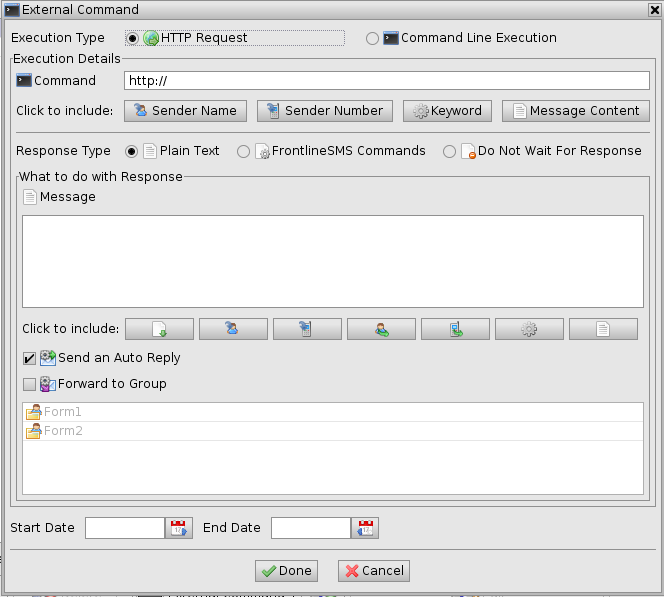 External Command
Execution Type HTTP Request Command Line Execution
Execution Details
Command http://
Click to include: Sender Name Sender Number Keyword Message Content
Response Type Plain Text FrontlineSMS Commands Do Not Wait For Response
What to do with Response
Message
Click to include:
Send an Auto Reply
Forward to Group
Form1
Form2
Start Date End Date
Done Cancel